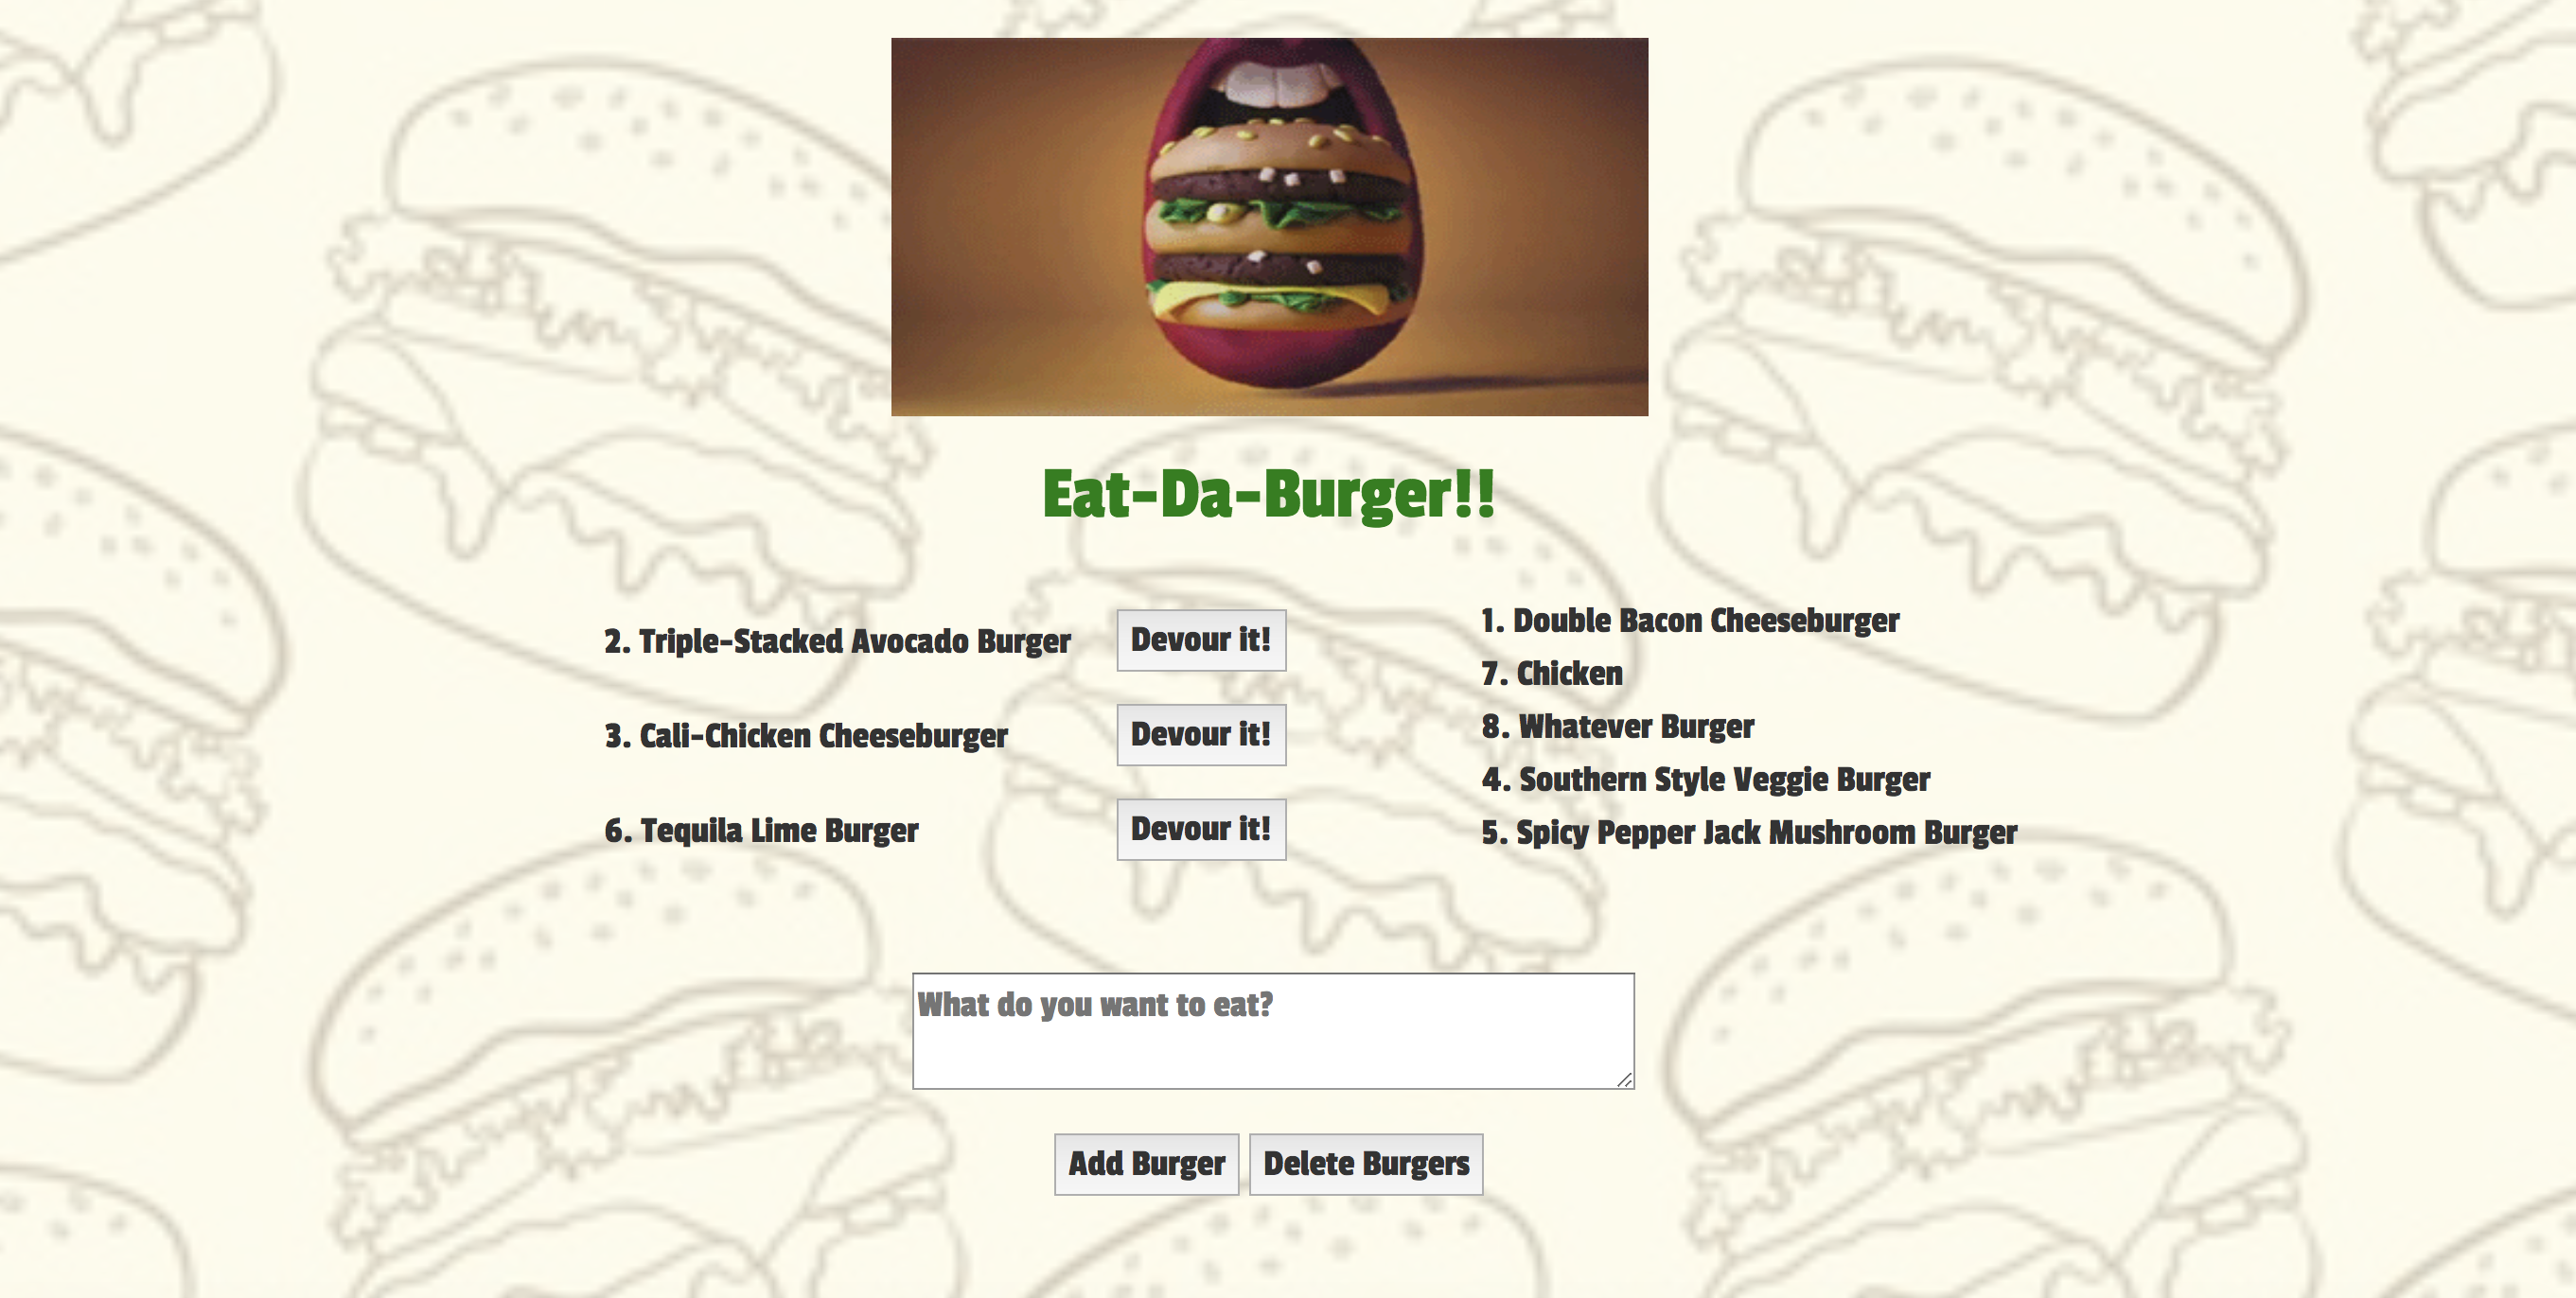 Eat-Da-Burger!!
2. Triple-Stacked Avocado Burger
Devour it!
3. Cali-Chicken Cheeseburger
Devour it!
6. Tequila Lime Burger
Devour it!
1. Double Bacon Cheeseburger
7. Chicken
8. Whatever Burger
4. Southern Style Veggie Burger
5. Spicy Pepper Jack Mushroom Burger
What do you want to eat?
Add Burger
Delete Burgers